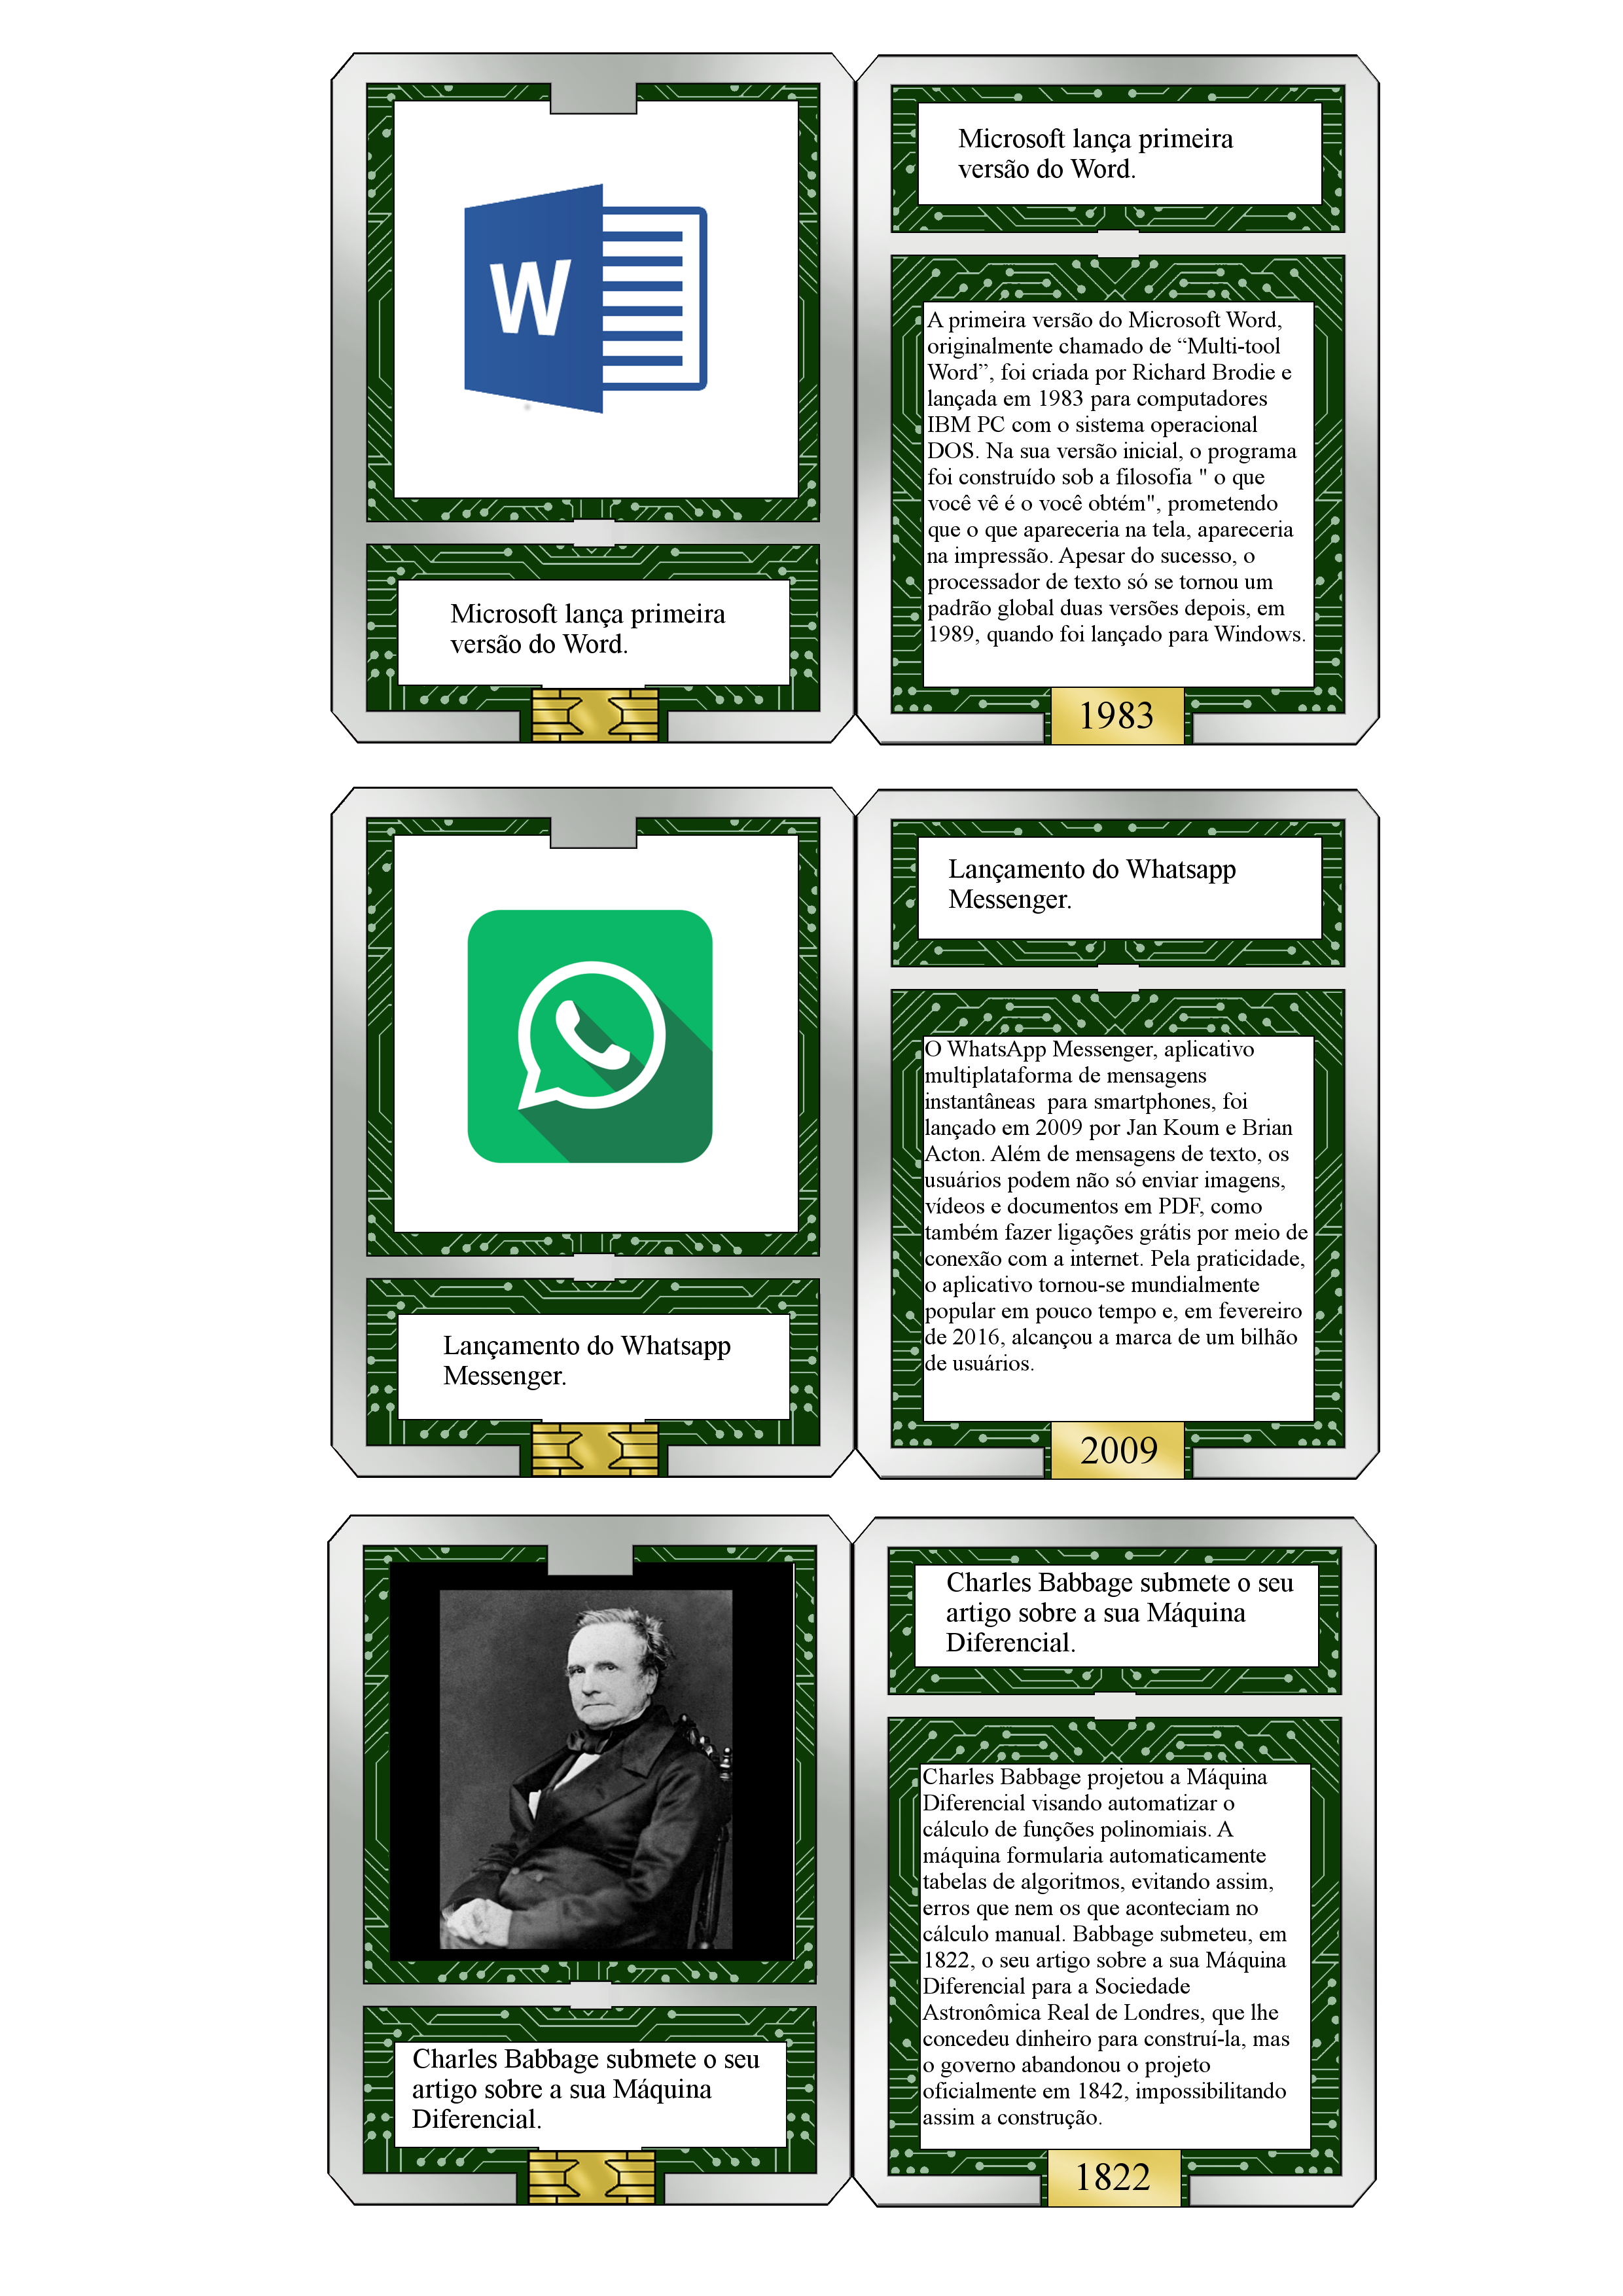 W
Microsoft lança primeira
versão do Word.
Microsoft lança primeira
versão do Word.
A primeira versão do Microsoft Word,
originalmente chamado de “Multi-tool
Word”, foi criada por Richard Brodie e
lançada em 1983 para computadores
IBM PC com o sistema operacional
DOS. Na sua versão inicial, o programa
foi construído sob a filosofia " o que
você vê é o você obtém", prometendo
que o que apareceria na tela, apareceria
na impressão. Apesar do sucesso, o
processador de texto só se tornou um
padrão global duas versões depois, em
1989, quando foi lançado para Windows.
1983
Lançamento do Whatsapp
Messenger.
Lançamento do Whatsapp
Messenger.
O WhatsApp Messenger, aplicativo
multiplataforma de mensagens
instantâneas  para smartphones, foi
lançado em 2009 por Jan Koum e Brian
Acton. Além de mensagens de texto, os
usuários podem não só enviar imagens,
vídeos e documentos em PDF, como
também fazer ligações grátis por meio de
conexão com a internet. Pela praticidade,
o aplicativo tornou-se mundialmente
popular em pouco tempo e, em fevereiro
de 2016, alcançou a marca de um bilhão
de usuários.
2009
Charles Babbage submete o seu
artigo sobre a sua Máquina
Diferencial.
Charles Babbage submete o seu
artigo sobre a sua Máquina
Diferencial.
Charles Babbage projetou a Máquina
Diferencial visando automatizar o
cálculo de funções polinomiais. A
máquina formularia automaticamente
tabelas de algoritmos, evitando assim,
erros que nem os que aconteciam no
cálculo manual. Babbage submeteu, em
1822, o seu artigo sobre a sua Máquina
Diferencial para a Sociedade
Astronômica Real de Londres, que lhe
concedeu dinheiro para construí-la, mas
o governo abandonou o projeto
oficialmente em 1842, impossibilitando
assim a construção.
1822